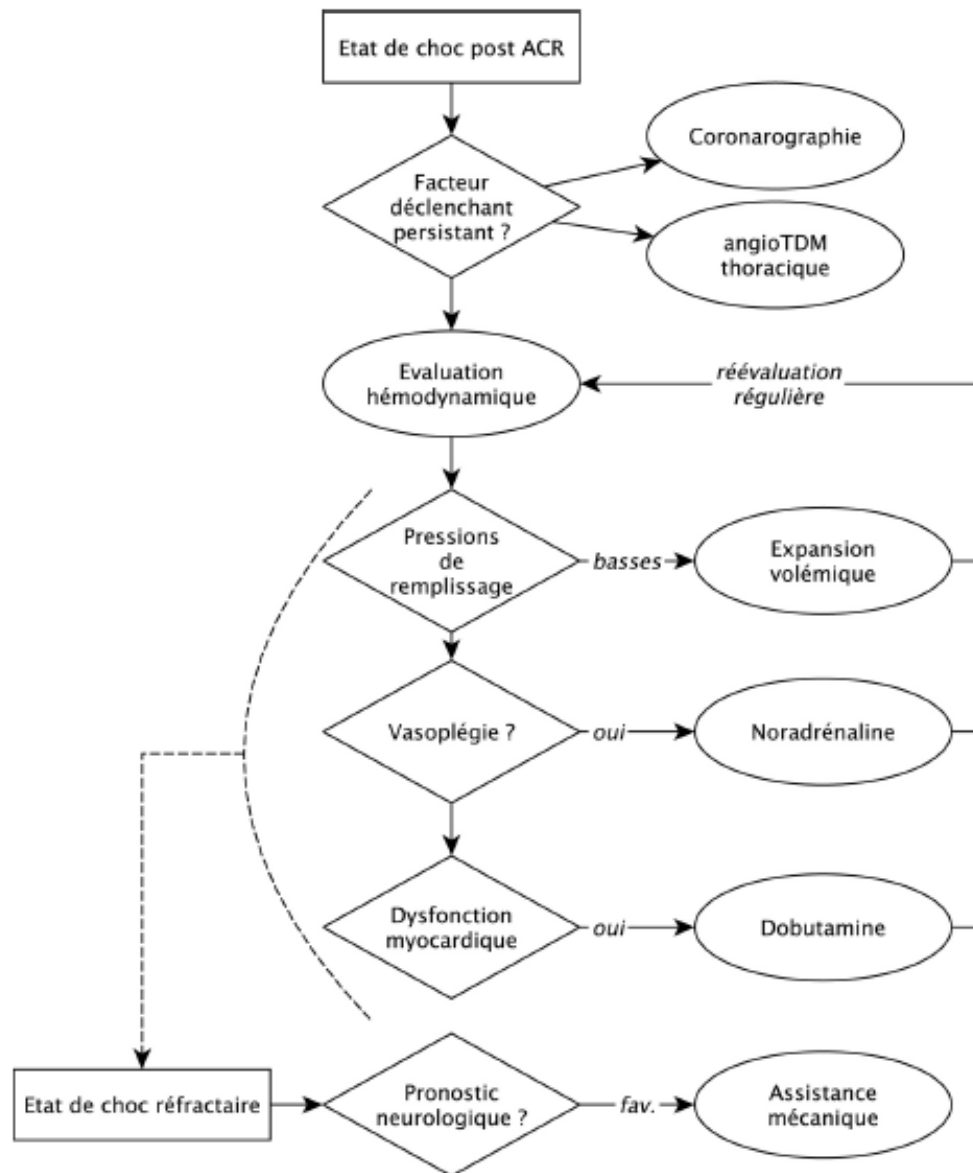 Etat de choc post ACR
Coronarographie
Facteur
déclenchant
persistant ?
angioTDM
thoracique
Evaluation
hémodynamique
réévaluation
régulière
Pressions
de
remplissage
basses
Expansion
volémique
Vasoplégie ?
oui
Noradrénaline
Dysfonction
myocardique
oui
Dobutamine
Etat de choc réfractaire
Pronostic
neurologique ?
fav.
Assistance
mécanique